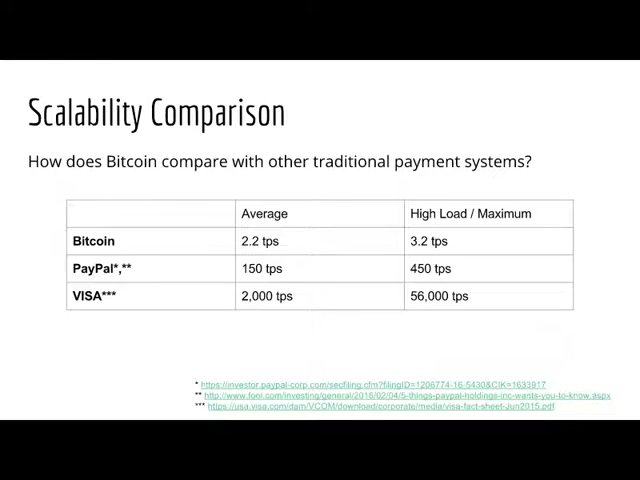 Scalability Comparison
How does Bitcoin compare with other traditional payment systems?
Average High Load / Maximum
Bitcoin 2.2 tps 3.2 tps
PayPal*,** 150 tps 450 tps
VISA*** 2,000 tps 56,000 tps
* https://investor.paypal-corp.com/secfiling.cfm?filingID=1206774-16-5430&CIK=1633917
** http://www.fool.com/investing/general/2016/02/04/5-things-paypal-holdings-inc-wants-you-to-know.aspx
*** https://usa.visa.com/dam/VCOM/download/corporate/media/visa-fact-sheet-Jun2015.pdf